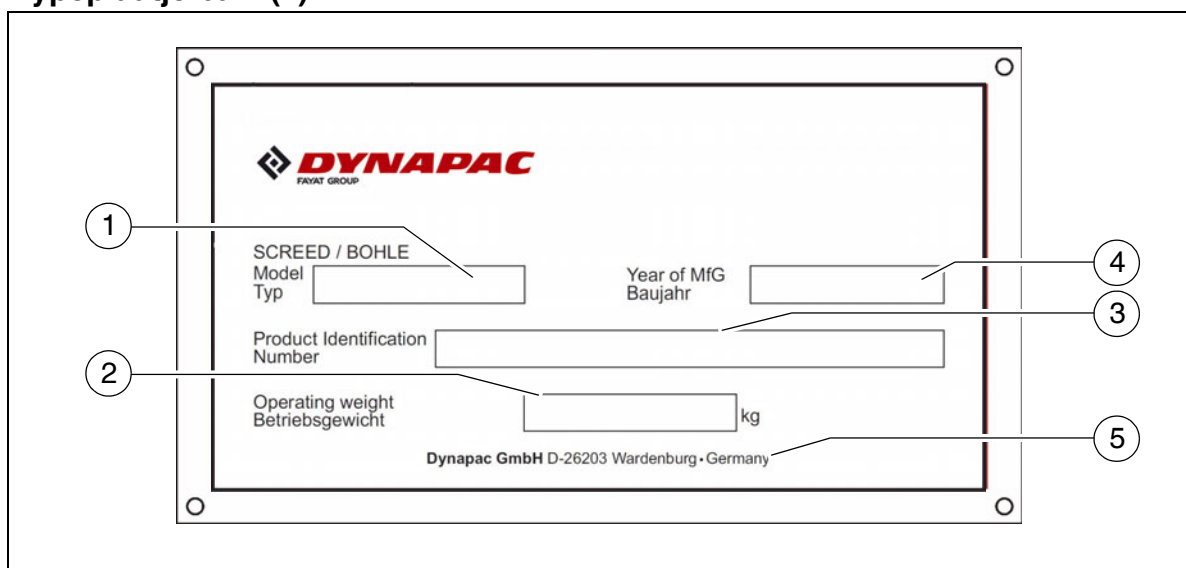 DYNAPAC
FAYAT GROUP
1
SCREED / BOHLE
Model
Typ
Year of MfG
Baujahr
4
3
Product Identification
Number
2
Operating weight
Betriebsgewicht
kg
5
Dynapac GmbH D-26203 Wardenburg • Germany